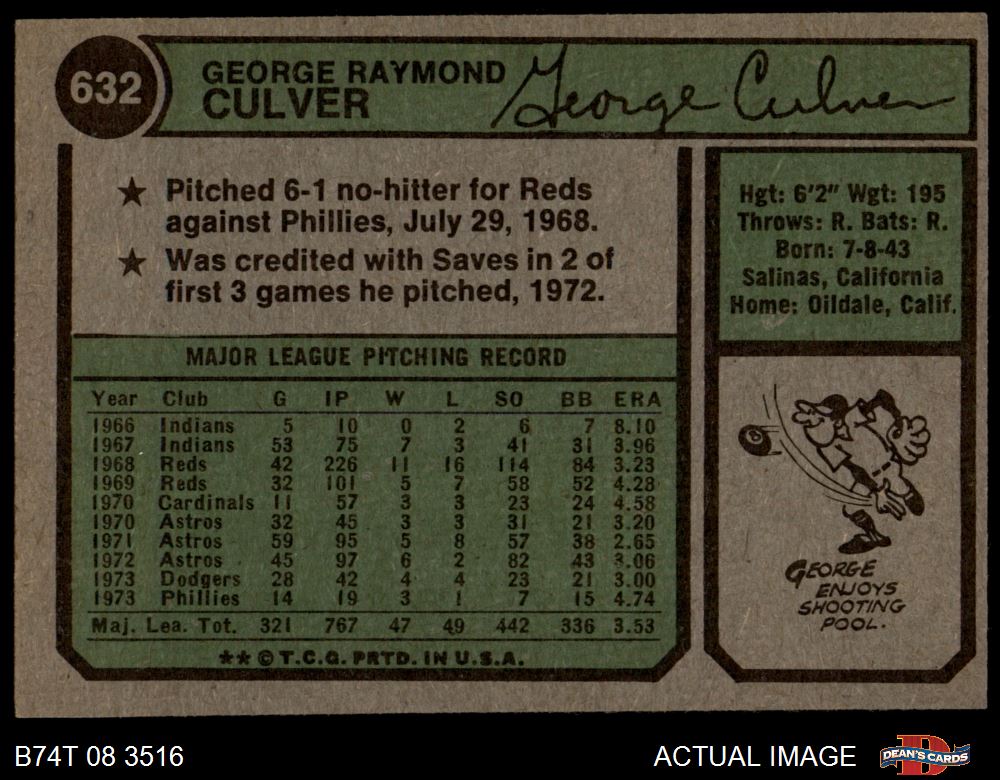 632
GEORGE RAYMOND
CULVER
George Culver
★ Pitched 6-1 no-hitter for Reds
against Phillies, July 29, 1968.
★ Was credited with Saves in 2 of
first 3 games he pitched, 1972.
Hgt: 6'2" Wgt: 195
Throws: R. Bats: R.
Born: 7-8-43
Salinas, California
Home: Oildale, Calif.
MAJOR LEAGUE PITCHING RECORD
Year Club G IP W L SO BB ERA
1966 Indians 5 10 0 2 6 7 8.10
1967 Indians 53 75 7 3 41 31 3.96
1968 Reds 42 226 11 16 114 84 3.23
1969 Reds 32 101 5 7 58 52 4.28
1970 Cardinals 11 57 3 3 23 24 4.58
1970 Astros 32 45 3 3 31 21 3.20
1971 Astros 59 95 5 8 57 38 2.65
1972 Astros 45 97 6 2 82 43 3.06
1973 Dodgers 28 42 4 4 23 21 3.00
1973 Phillies 14 19 3 1 7 15 4.74
Maj. Lea. Tot. 321 767 47 49 442 336 3.53
★★ © T.C.G. PRTD. IN U.S.A.
8
GEORGE
ENJOYS
SHOOTING
POOL.
B74T 08 3516
ACTUAL IMAGE
DEAN'S CARDS